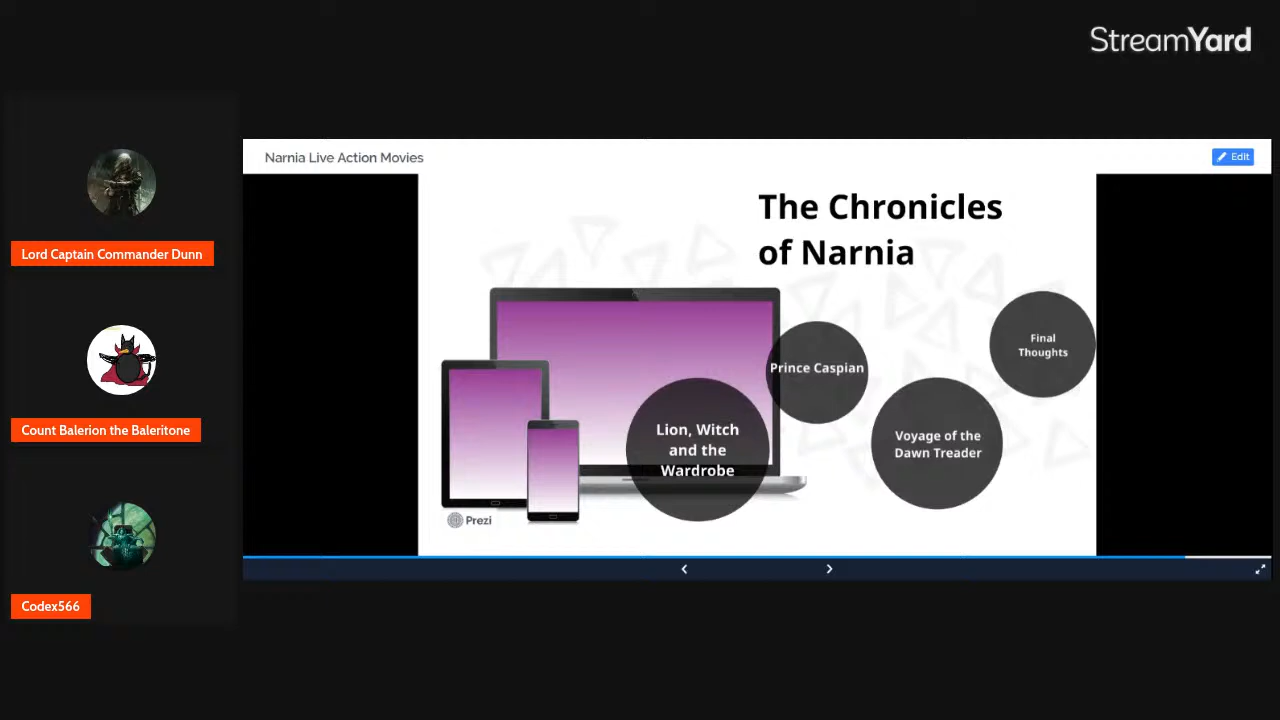 StreamYard
Lord Captain Commander Dunn
Count Balerion the Baleritone
Codex566
Narnia Live Action Movies
Edit
The Chronicles
of Narnia
Lion, Witch
and the
Wardrobe
Prince Caspian
Voyage of the
Dawn Treader
Final
Thoughts
Prezi